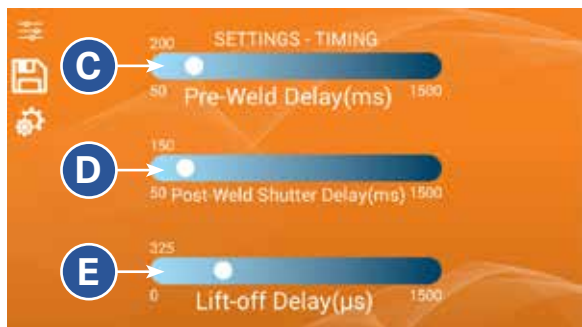 200 SETTINGS - TIMING
C
50 Pre-Weld Delay(ms) 1500
150
D
50 Post-Weld Shutter Delay(ms) 1500
325
E
0 Lift-off Delay(μs) 1500